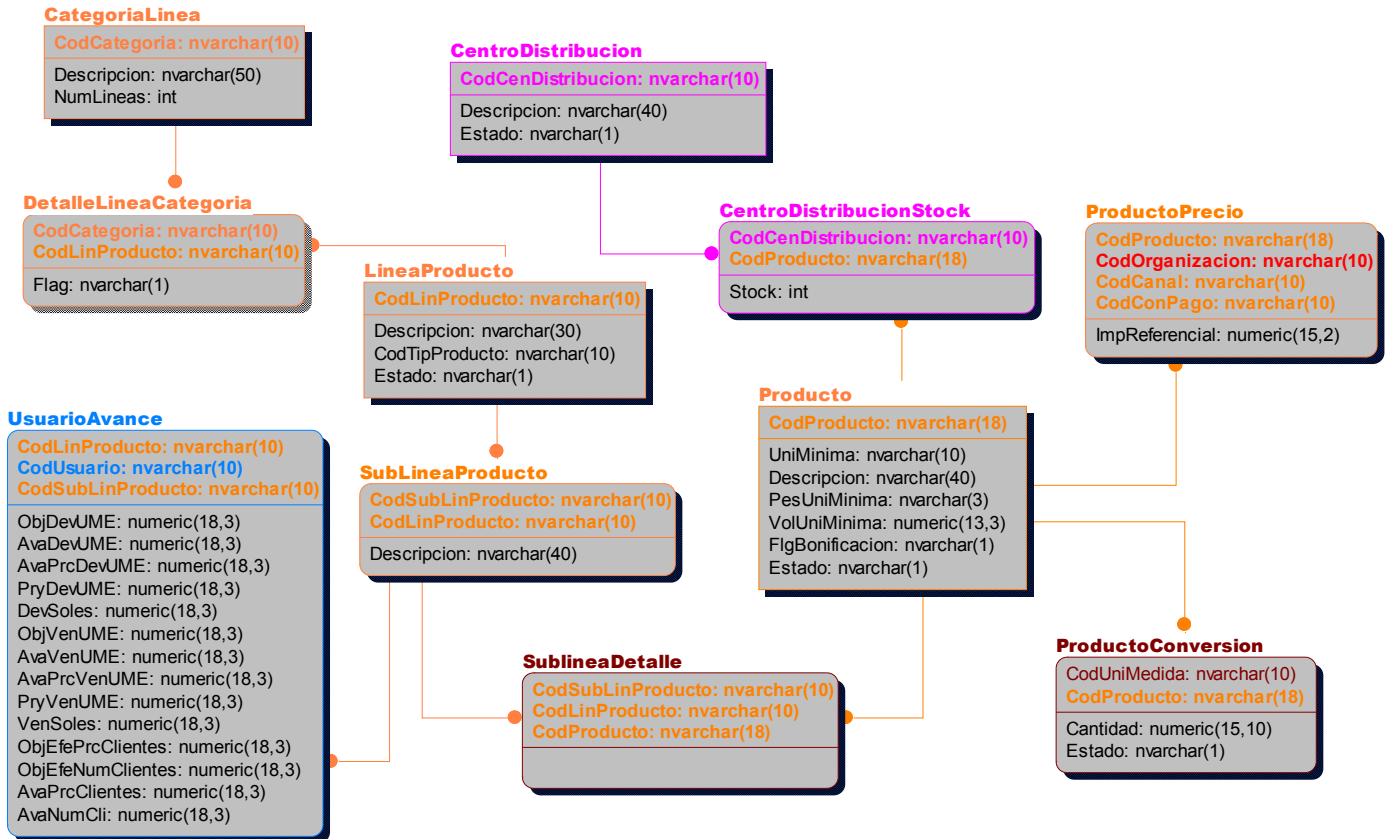 CategoriaLinea
CodCategoria: nvarchar(10)
Descripcion: nvarchar(50)
NumLineas: int
CentroDistribucion
CodCenDistribucion: nvarchar(10)
Descripcion: nvarchar(40)
Estado: nvarchar(1)
DetalleLineaCategoria
CodCategoria: nvarchar(10)
CodLinProducto: nvarchar(10)
Flag: nvarchar(1)
CentroDistribucionStock
CodCenDistribucion: nvarchar(10)
CodProducto: nvarchar(18)
Stock: int
ProductoPrecio
CodProducto: nvarchar(18)
CodOrganizacion: nvarchar(10)
CodCanal: nvarchar(10)
CodConPago: nvarchar(10)
ImpReferencial: numeric(15,2)
LineaProducto
CodLinProducto: nvarchar(10)
Descripcion: nvarchar(30)
CodTipProducto: nvarchar(10)
Estado: nvarchar(1)
Producto
CodProducto: nvarchar(18)
UniMinima: nvarchar(10)
Descripcion: nvarchar(40)
PesUniMinima: nvarchar(3)
VolUniMinima: numeric(13,3)
FlgBonificacion: nvarchar(1)
Estado: nvarchar(1)
UsuarioAvance
CodLinProducto: nvarchar(10)
CodUsuario: nvarchar(10)
CodSubLinProducto: nvarchar(10)
ObjDevUME: numeric(18,3)
AvaDevUME: numeric(18,3)
AvaPrcDevUME: numeric(18,3)
PryDevUME: numeric(18,3)
DevSoles: numeric(18,3)
ObjVenUME: numeric(18,3)
AvaVenUME: numeric(18,3)
AvaPrcVenUME: numeric(18,3)
PryVenUME: numeric(18,3)
VenSoles: numeric(18,3)
ObjEfePrcClientes: numeric(18,3)
ObjEfeNumClientes: numeric(18,3)
AvaPrcClientes: numeric(18,3)
AvaNumCli: numeric(18,3)
SubLineaProducto
CodSubLinProducto: nvarchar(10)
CodLinProducto: nvarchar(10)
Descripcion: nvarchar(40)
SublineaDetalle
CodSubLinProducto: nvarchar(10)
CodLinProducto: nvarchar(10)
CodProducto: nvarchar(18)
ProductoConversion
CodUniMedida: nvarchar(10)
CodProducto: nvarchar(18)
Cantidad: numeric(15,10)
Estado: nvarchar(1)